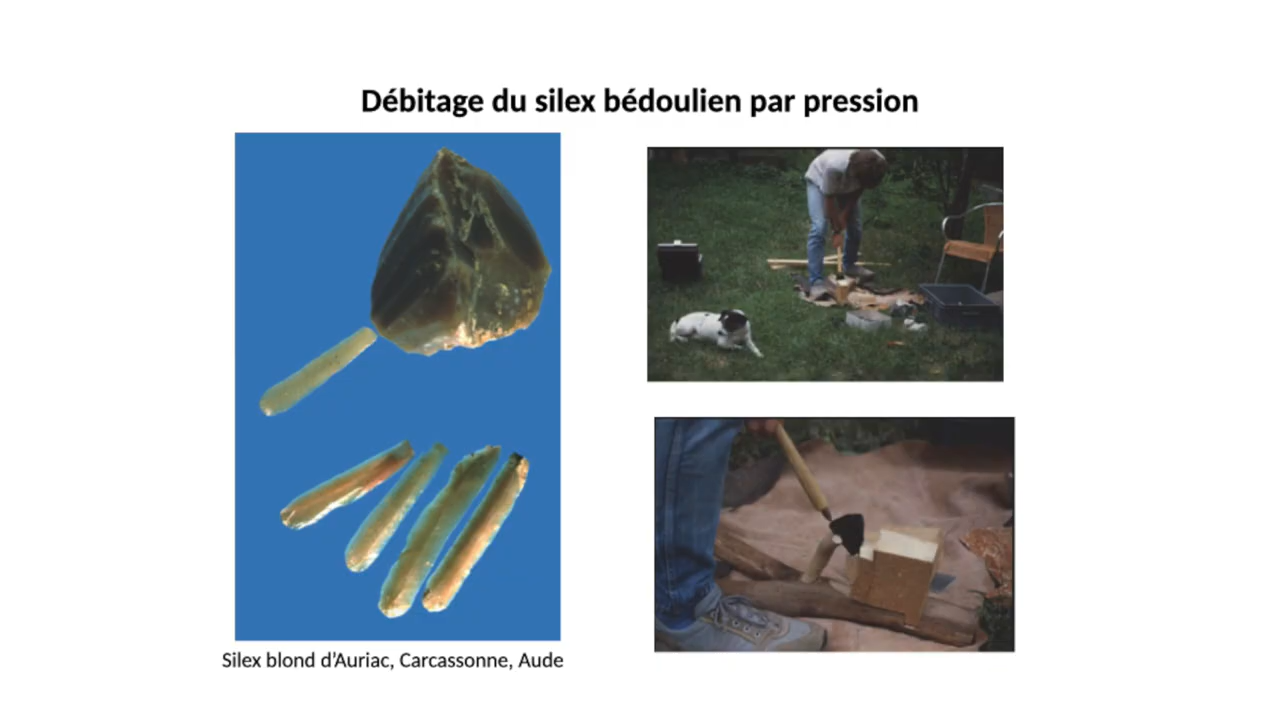 Débitage du silex bédoulien par pression
Silex blond d’Auriac, Carcassonne, Aude